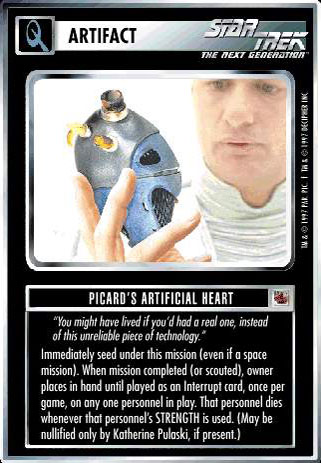 ARTIFACT
STAR TREK
THE NEXT GENERATION™
TM & © 1997 PAR. PIC. | TM & © 1997 DECIPHER INC.
PICARD'S ARTIFICIAL HEART
"You might have lived if you'd had a real one, instead
of this unreliable piece of technology."
Immediately seed under this mission (even if a space
mission). When mission completed (or scouted), owner
places in hand until played as an Interrupt card, once per
game, on any one personnel in play. That personnel dies
whenever that personnel's STRENGTH is used. (May be
nullified only by Katherine Pulaski, if present.)